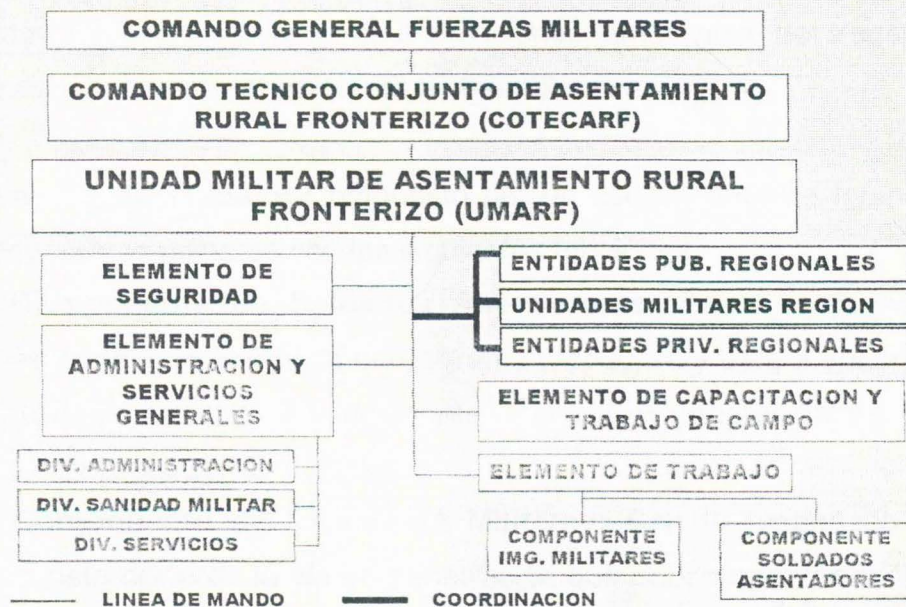 COMANDO GENERAL FUERZAS MILITARES
COMANDO TECNICO CONJUNTO DE ASENTAMIENTO
RURAL FRONTERIZO (COTECARF)
UNIDAD MILITAR DE ASENTAMIENTO RURAL
FRONTERIZO (UMARF)
ELEMENTO DE
SEGURIDAD
ENTIDADES PUB. REGIONALES
UNIDADES MILITARES REGION
ENTIDADES PRIV. REGIONALES
ELEMENTO DE
ADMINISTRACION Y
SERVICIOS
GENERALES
ELEMENTO DE CAPACITACION Y
TRABAJO DE CAMPO
DIV. ADMINISTRACION
DIV. SANIDAD MILITAR
DIV. SERVICIOS
ELEMENTO DE TRABAJO
COMPONENTE
IMG. MILITARES
COMPONENTE
SOLDADOS
ASENTADORES
LINEA DE MANDO
COORDINACION